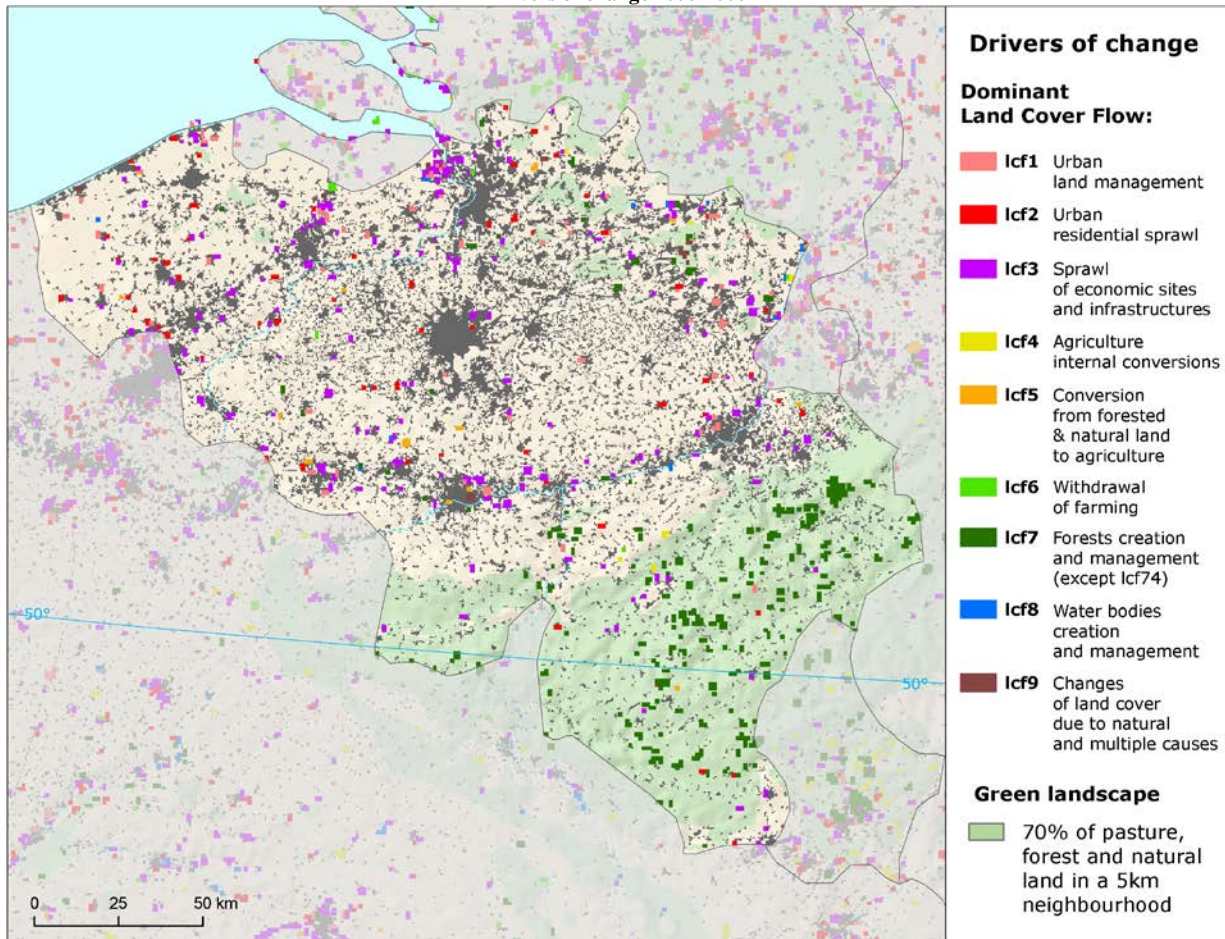 Drivers of change
Dominant
Land Cover Flow:
lcf1 Urban
land management
lcf2 Urban
residential sprawl
lcf3 Sprawl
of economic sites
and infrastructures
lcf4 Agriculture
internal conversions
lcf5 Conversion
from forested
& natural land
to agriculture
lcf6 Withdrawal
of farming
lcf7 Forests creation
and management
(except lcf74)
lcf8 Water bodies
creation
and management
lcf9 Changes
of land cover
due to natural
and multiple causes
Green landscape
70% of pasture,
forest and natural
land in a 5km
neighbourhood
50°
50°
0 25 50 km